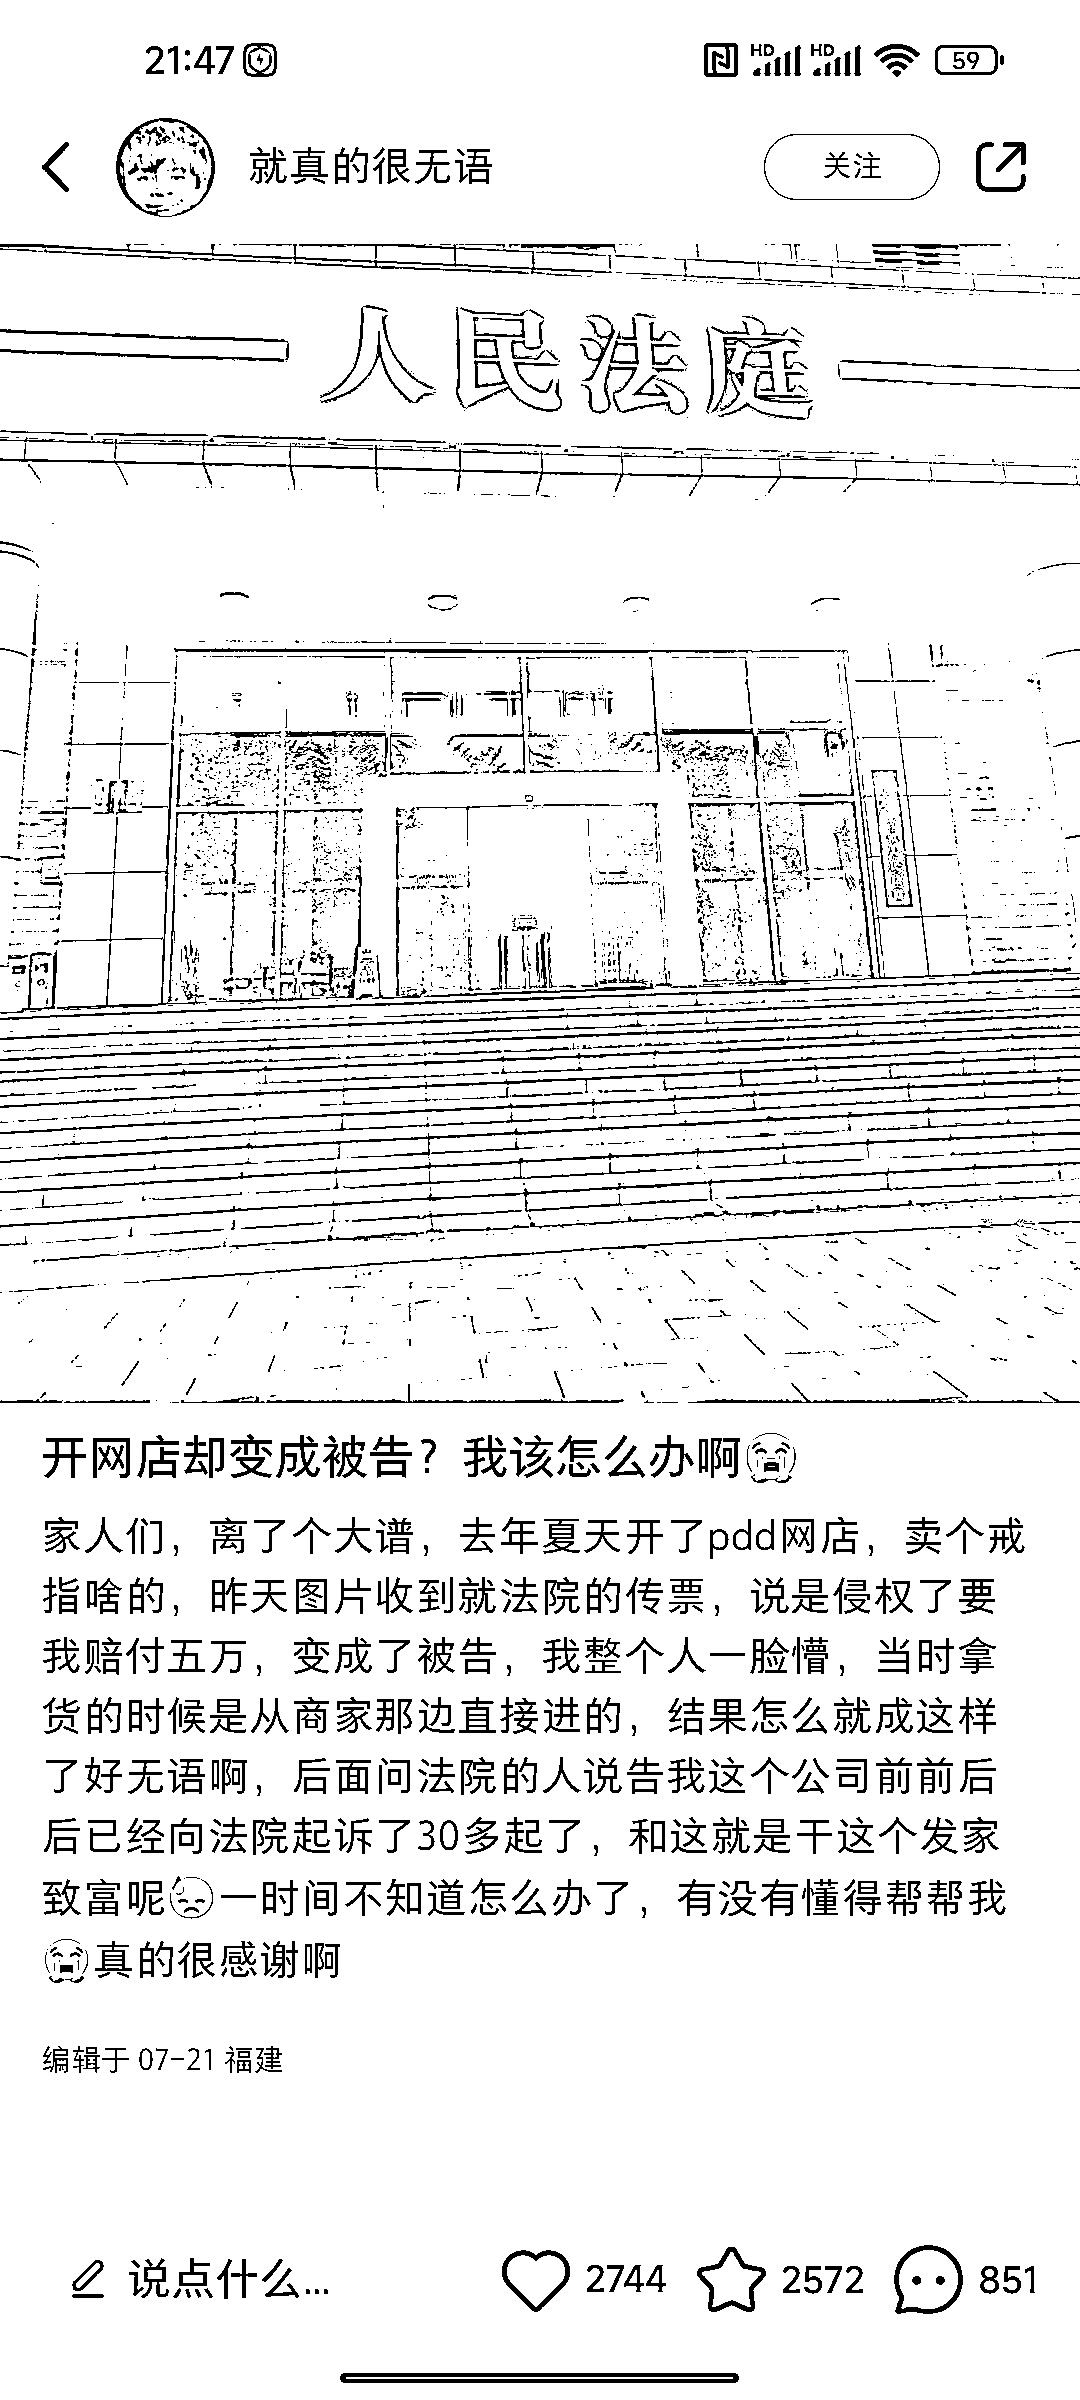 21:47
HD HD 59
就真的很无语
关注
人民法庭
开网店却变成被告？我该怎么办啊😭
家人们，离了个大谱，去年夏天开了pdd网店，卖个戒
指啥的，昨天图片收到就法院的传票，说是侵权了要
我赔付五万，变成了被告，我整个人一脸懵，当时拿
货的时候是从商家那边直接进的，结果怎么就成这样
了好无语啊，后面问法院的人说告我这个公司前前后
后已经向法院起诉了30多起了，和这就是干这个发家
致富呢😓一时间不知道怎么办了，有没有懂得帮帮我
😭真的很感谢啊
编辑于 07-21 福建
说点什么...
2744
2572
851